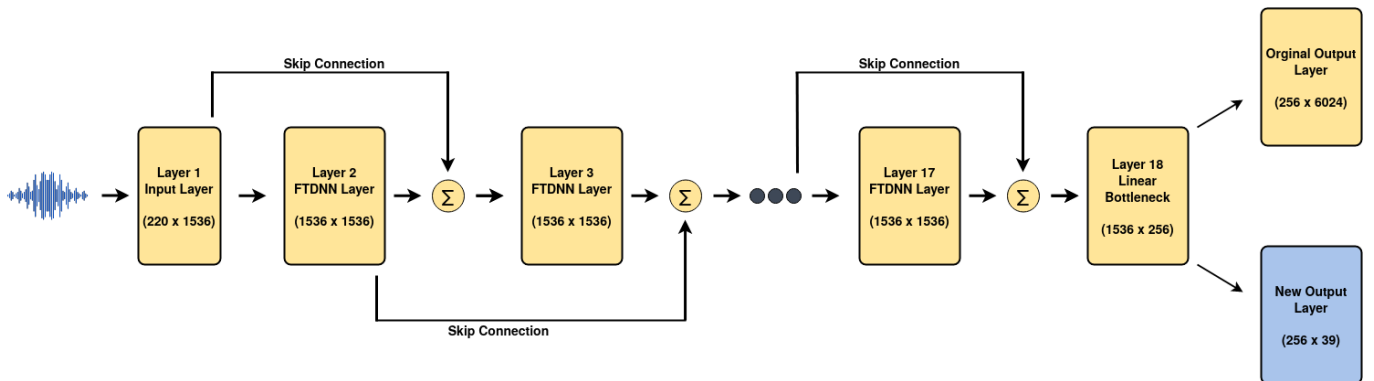 Skip Connection
Layer 1
Input Layer
(220 x 1536)
Layer 2
FTDNN Layer
(1536 x 1536)
Σ
Layer 3
FTDNN Layer
(1536 x 1536)
Σ
Skip Connection
Skip Connection
Layer 17
FTDNN Layer
(1536 x 1536)
Σ
Layer 18
Linear
Bottleneck
(1536 x 256)
Orginal Output
Layer
(256 x 6024)
New Output
Layer
(256 x 39)